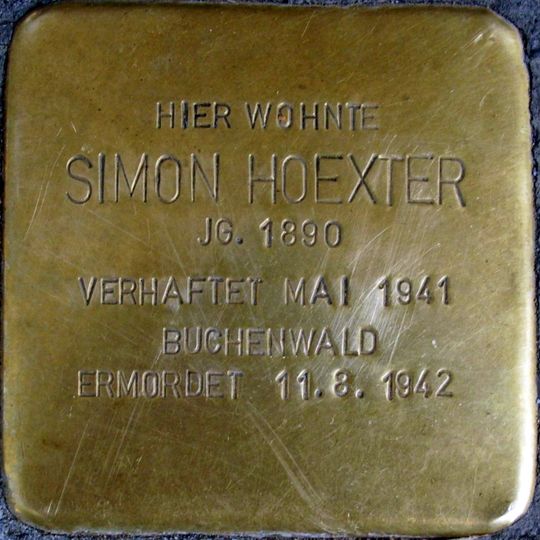 HIER WOHNTE
SIMON HOEXTER
JG. 1890
VERHAFTET MAI 1941
BUCHENWALD
ERMORDET 11.8.1942